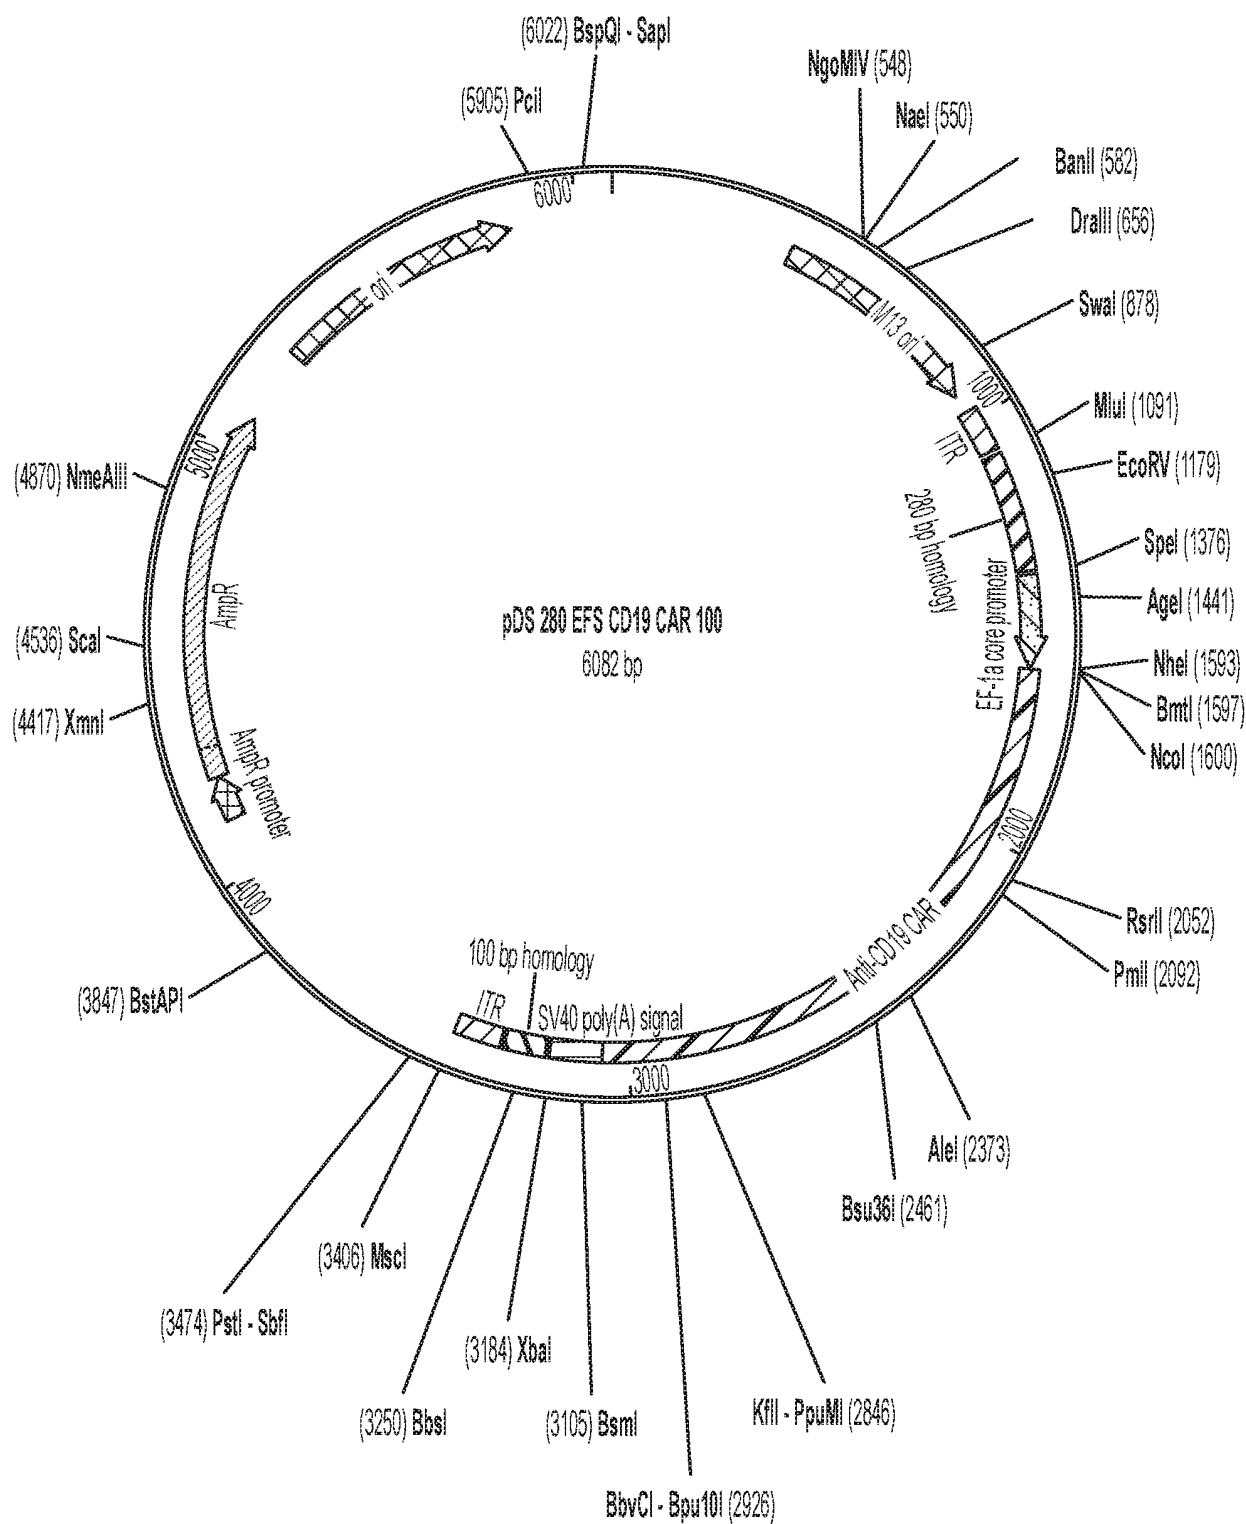 (6022) BspQI - SapI
NgoMIV (548)
(5905) PciI
NaeI (550)
BanII (582)
6000
DraIII (656)
ori
SwaI (878)
M13 ori
1000
MluI (1091)
ITR
5000
EcoRV (1179)
(4870) NmeAIII
280 bp homology
SpeI (1376)
EF-1a core promoter
AgeI (1441)
AmpR
pDS 280 EFS CD19 CAR 100
6082 bp
(4536) ScaI
NheI (1593)
BmtI (1597)
(4417) XmnI
NcoI (1600)
AmpR promoter
2000
4000
RsrII (2052)
Anti-CD19 CAR
100 bp homology
PmlI (2092)
(3847) BstAPI
ITR
SV40 poly(A) signal
3000
AleI (2373)
Bsu36I (2461)
(3406) MscI
(3474) PstI - SbfI
(3184) XbaI
KflI - PpuMI (2846)
(3250) BbsI
(3105) BsmI
BbvCI - Bpu10I (2926)